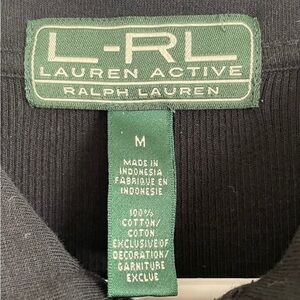 L-RL
LAUREN ACTIVE
RALPH LAUREN
M
MADE IN
INDONESIA
FABRIQUE EN
INDONESIE
100%
COTTON/
COTON
EXCLUSIVE OF
DECORATION/
GARNITURE
EXCLUE